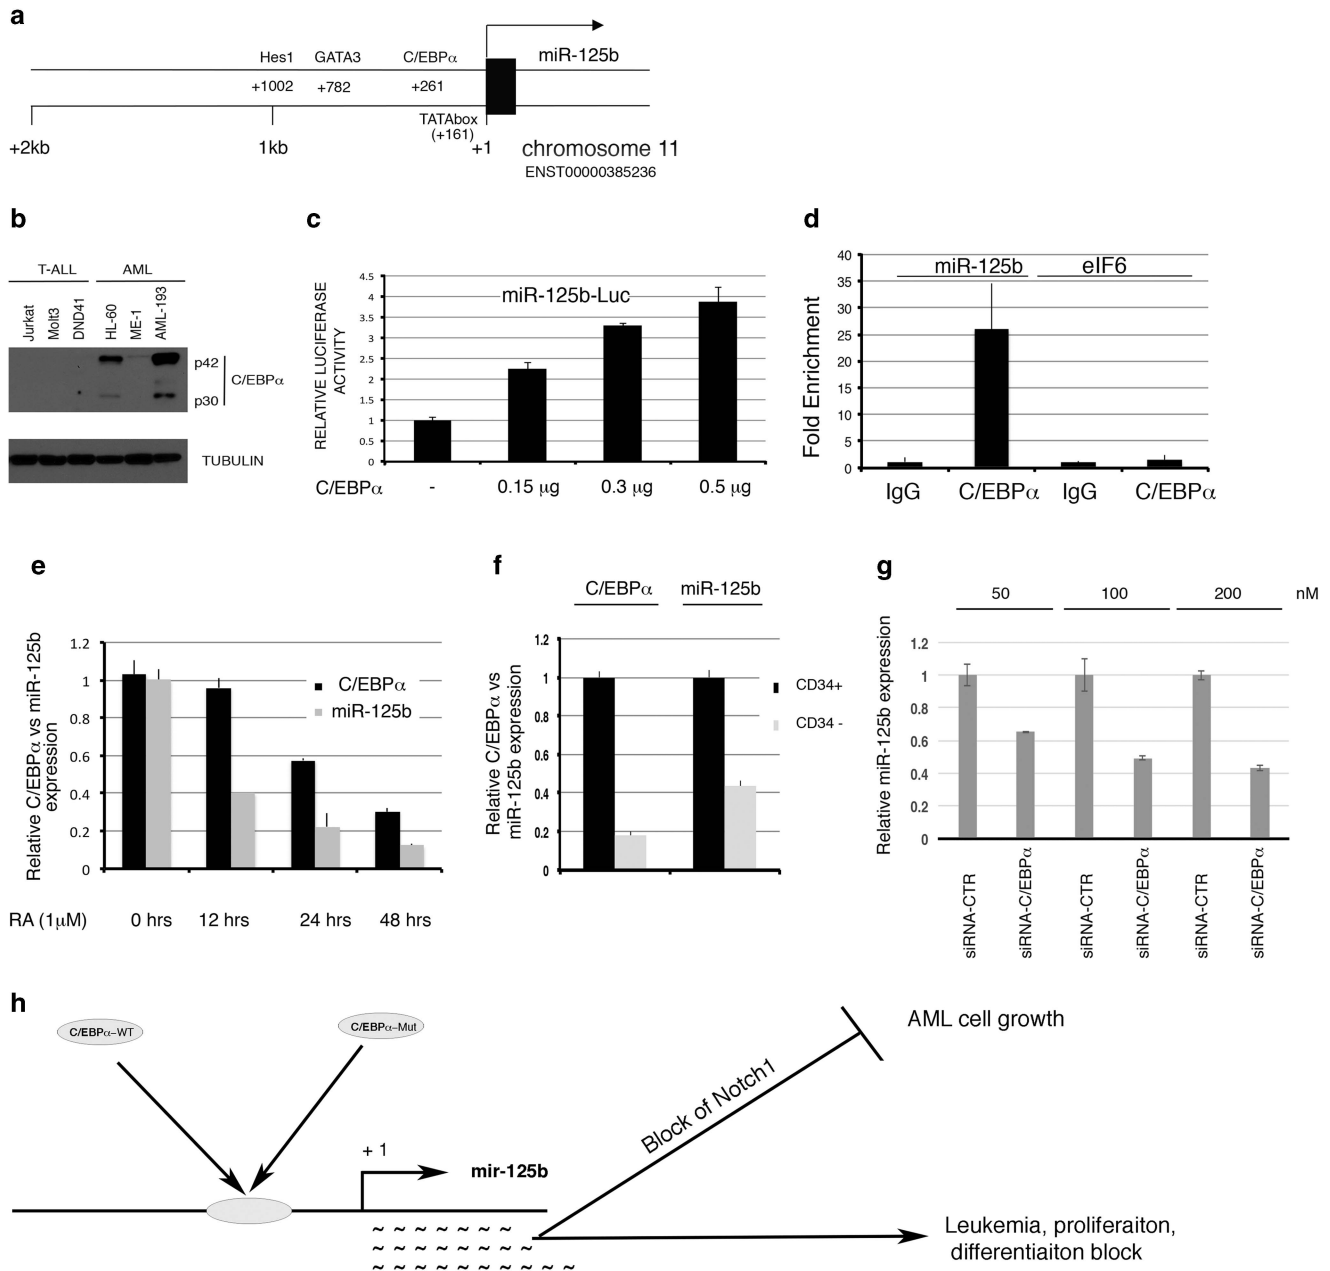 a
Hes1 GATA3 C/EBPα miR-125b
+1002 +782 +261
TATAbox
(+161)
+2kb 1kb +1 chromosome 11
ENST00000385236
b
T-ALL AML
Jurkat
Molt3
DND41
HL-60
ME-1
AML-193
p42
C/EBPα
p30
TUBULIN
c
RELATIVE LUCIFERASE
ACTIVITY
miR-125b-Luc
4.5
4
3.5
3
2.5
2
1.5
1
0.5
0
C/EBPα - 0.15 µg 0.3 µg 0.5 µg
d
Fold Enrichment
miR-125b eIF6
40
35
30
25
20
15
10
5
0
IgG C/EBPα IgG C/EBPα
e
Relative C/EBPα vs miR-125b
expression
1.2
1
0.8
0.6
0.4
0.2
0
C/EBPα
miR-125b
RA (1µM) 0 hrs 12 hrs 24 hrs 48 hrs
f
C/EBPα miR-125b
Relative C/EBPα vs
miR-125b expression
1.2
1
0.8
0.6
0.4
0.2
0
CD34+
CD34 -
g
50 100 200 nM
Relative miR-125b expression
1.2
1
0.8
0.6
0.4
0.2
0
siRNA-CTR
siRNA-C/EBPα
siRNA-CTR
siRNA-C/EBPα
siRNA-CTR
siRNA-C/EBPα
h
C/EBPα–WT C/EBPα–Mut
AML cell growth
Block of Notch1
+ 1
mir-125b
~ ~ ~ ~ ~ ~ ~
~ ~ ~ ~ ~ ~ ~ ~
~ ~ ~ ~ ~ ~ ~ ~ ~ ~
Leukemia, proliferaiton,
differentiaiton block